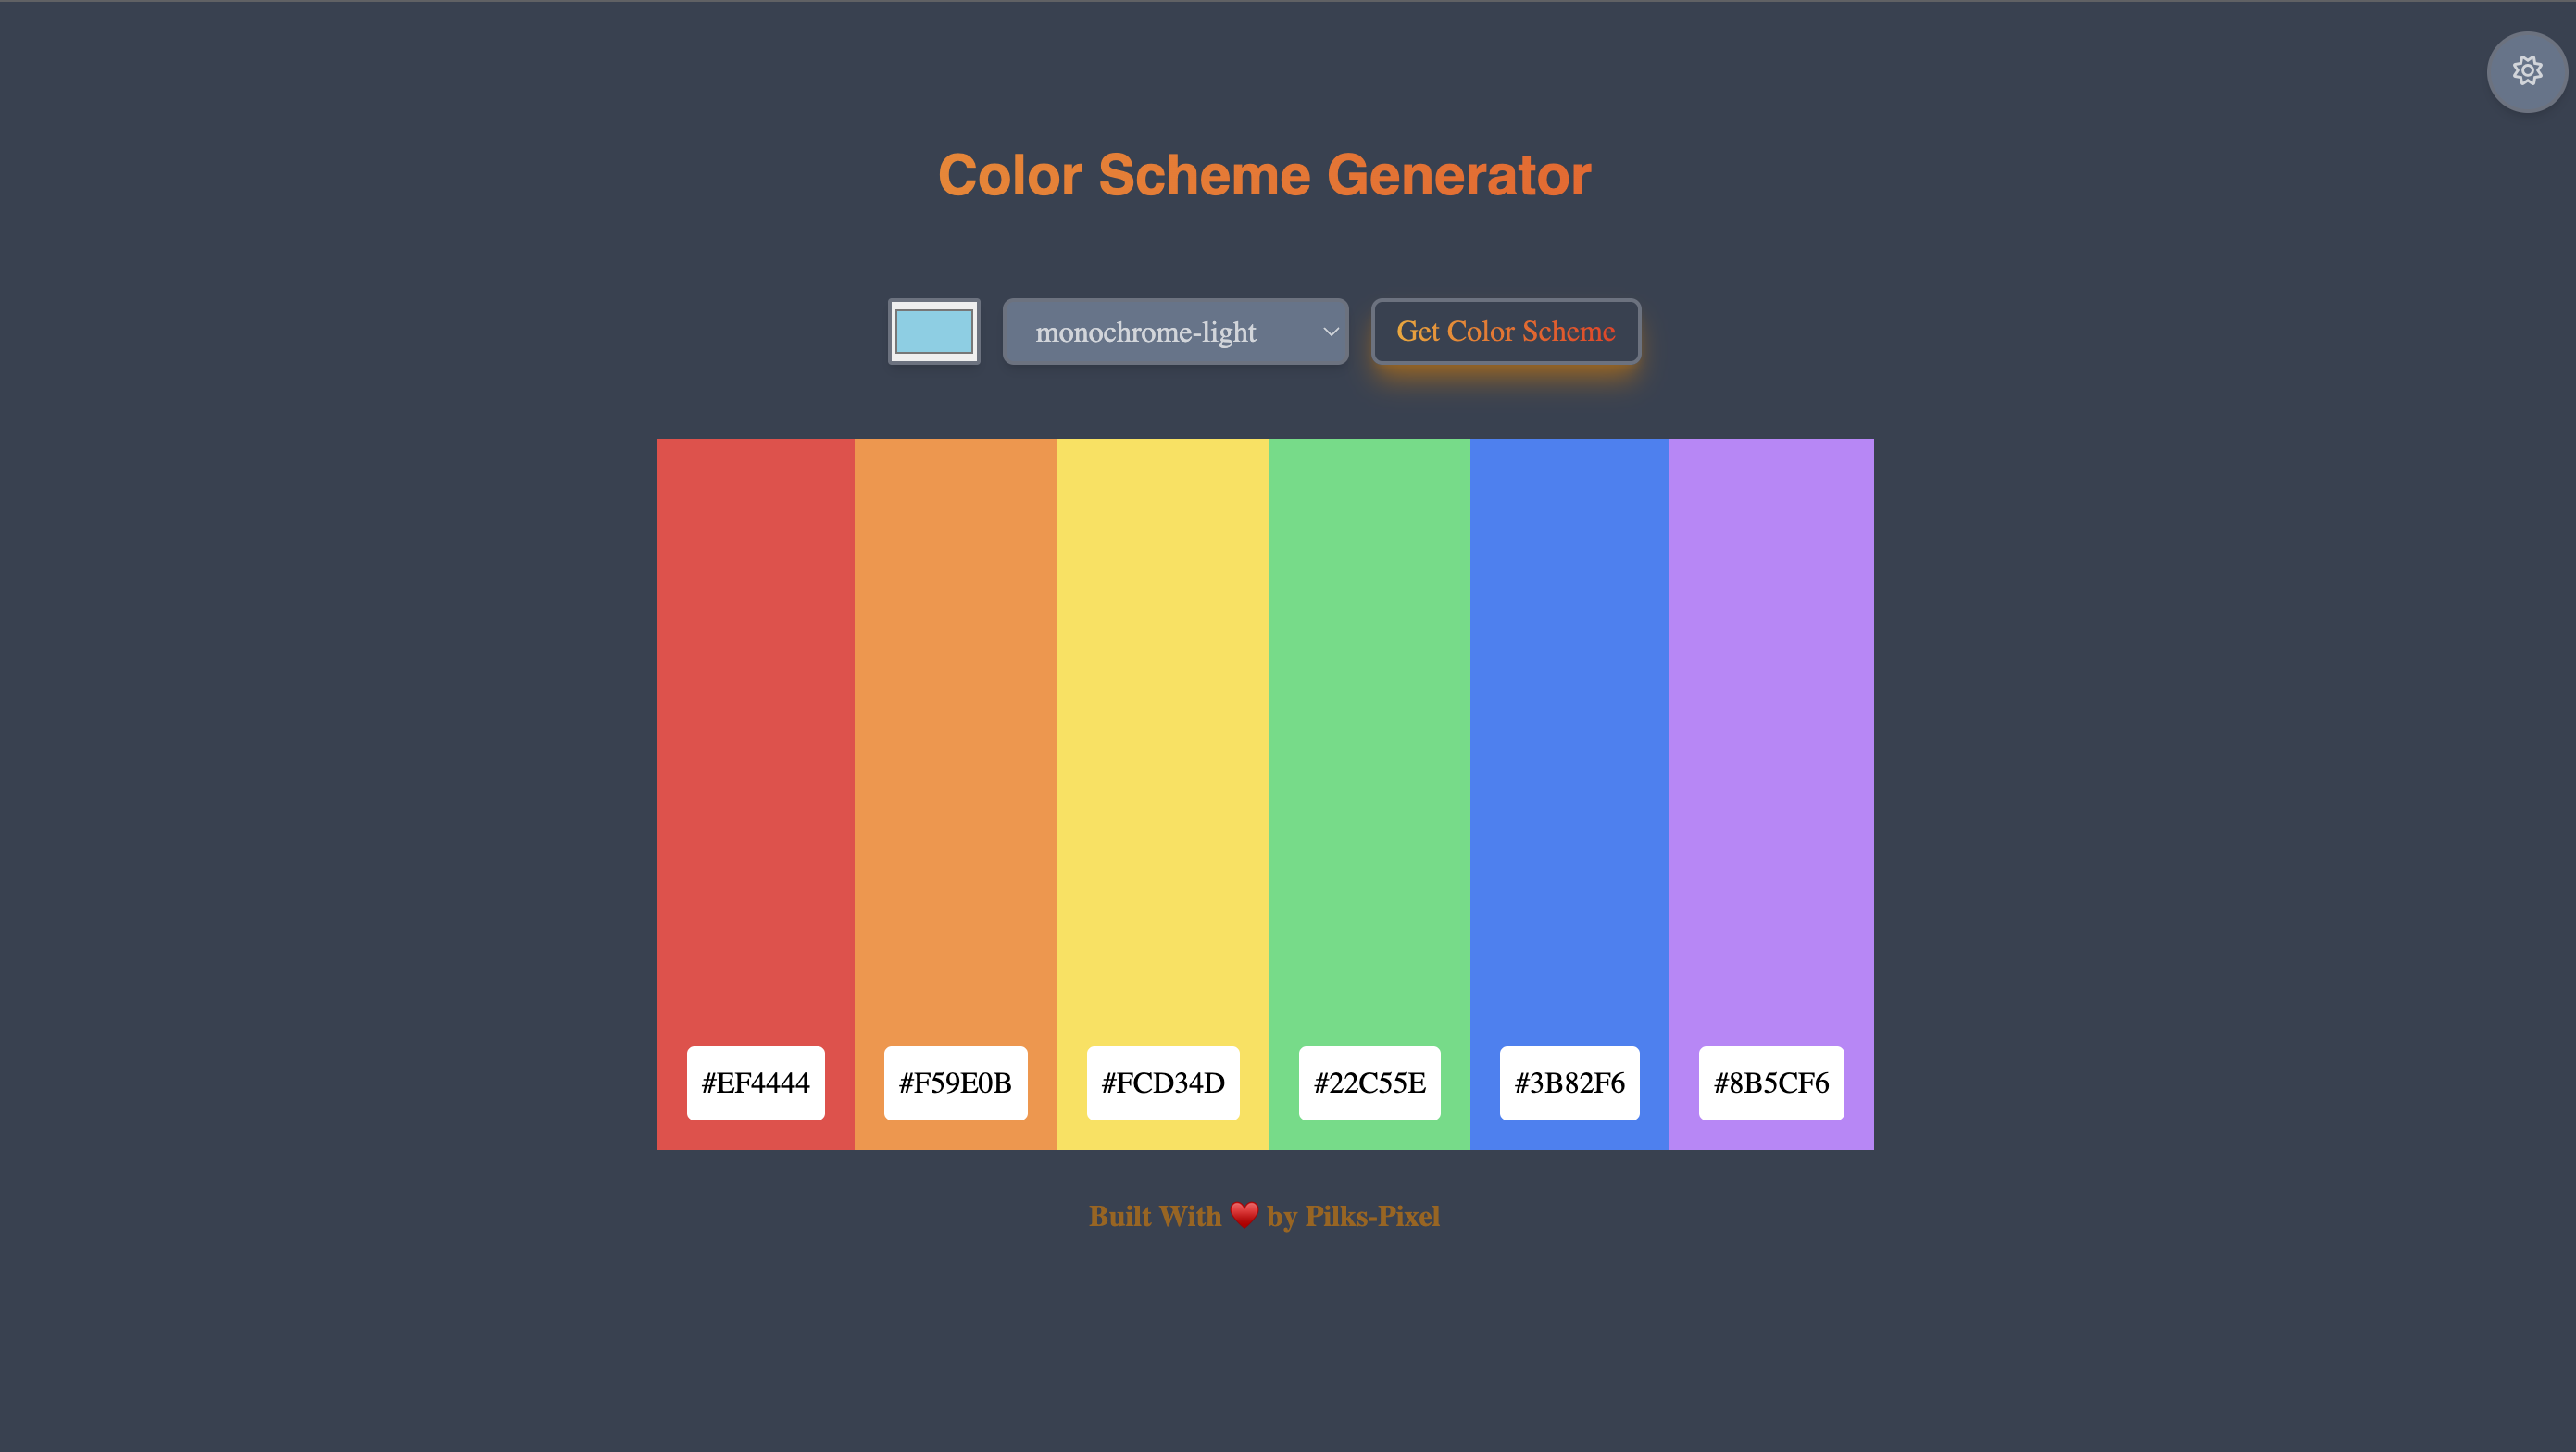 Color Scheme Generator
monochrome-light
Get Color Scheme
#EF4444
#F59E0B
#FCD34D
#22C55E
#3B82F6
#8B5CF6
Built With ♥️ by Pilks-Pixel